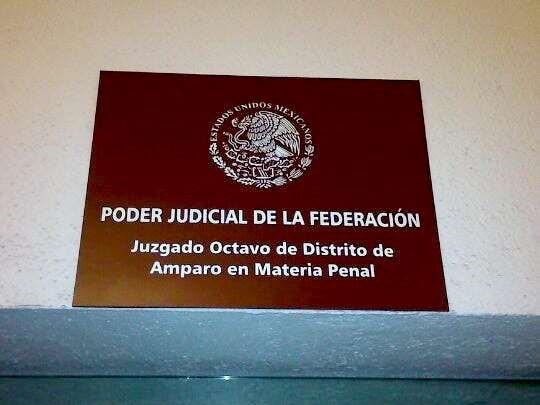 ESTADOS UNIDOS MEXICANOS
PODER JUDICIAL DE LA FEDERACIÓN
Juzgado Octavo de Distrito de
Amparo en Materia Penal